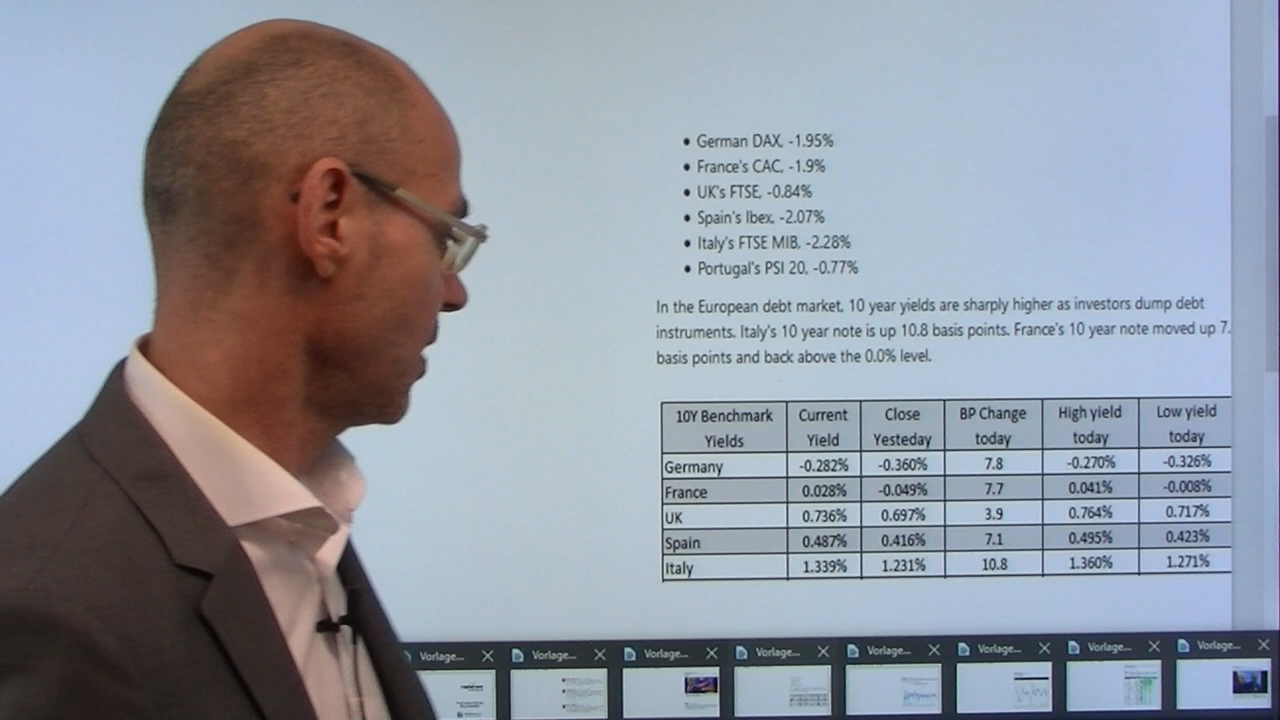 • German DAX, -1.95%
• France's CAC, -1.9%
• UK's FTSE, -0.84%
• Spain's Ibex, -2.07%
• Italy's FTSE MIB, -2.28%
• Portugal's PSI 20, -0.77%
In the European debt market, 10 year yields are sharply higher as investors dump debt
instruments. Italy's 10 year note is up 10.8 basis points. France's 10 year note moved up 7.
basis points and back above the 0.0% level.
10Y Benchmark Yields Current Yield Close Yesteday BP Change today High yield today Low yield today
Germany -0.282% -0.360% 7.8 -0.270% -0.326%
France 0.028% -0.049% 7.7 0.041% -0.008%
UK 0.736% 0.697% 3.9 0.764% 0.717%
Spain 0.487% 0.416% 7.1 0.495% 0.423%
Italy 1.339% 1.231% 10.8 1.360% 1.271%
Vorlage... Vorlage... Vorlage... Vorlage... Vorlage... Vorlage... Vorlage... Vorlage...